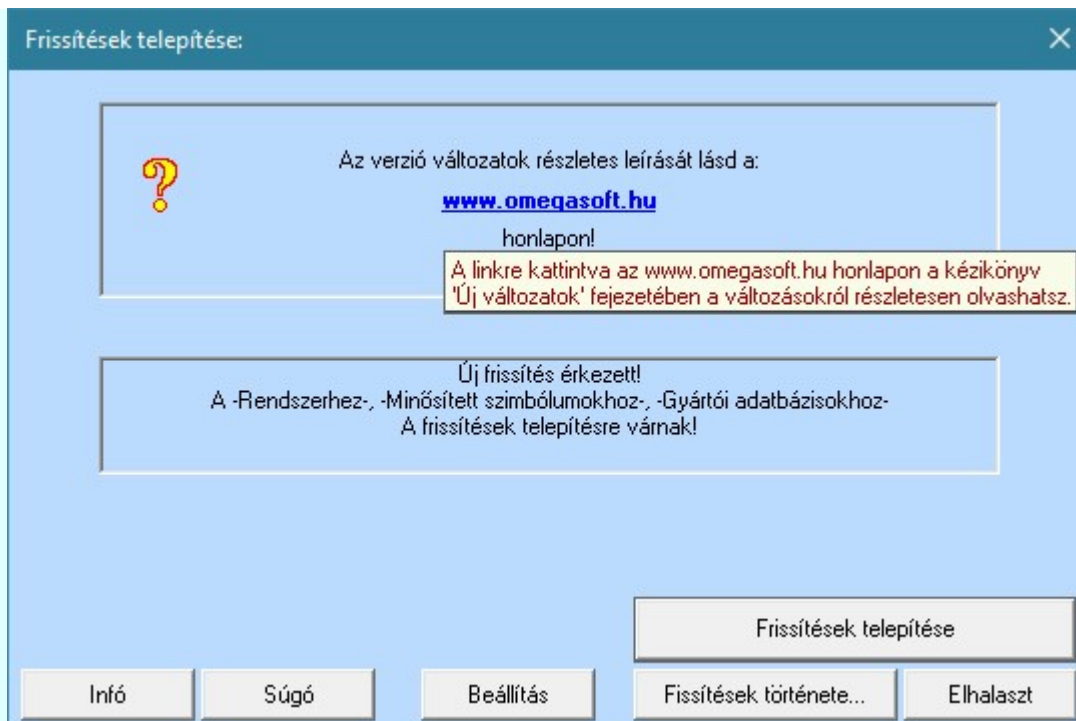 Frissítések telepítése:
?
Az verzió változatok részletes leírását lásd a:
www.omegasoft.hu
honlapon!
A linkre kattintva az www.omegasoft.hu honlapon a kézikönyv
'Új változatok' fejezetében a változásokról részletesen olvashatsz.
Új frissítés érkezett!
A -Rendszerhez-, -Minősített szimbólumokhoz-, -Gyártói adatbázisokhoz-
A frissítések telepítésre várnak!
Frissítések telepítése
Infó
Súgó
Beállítás
Fissítések története...
Elhalaszt